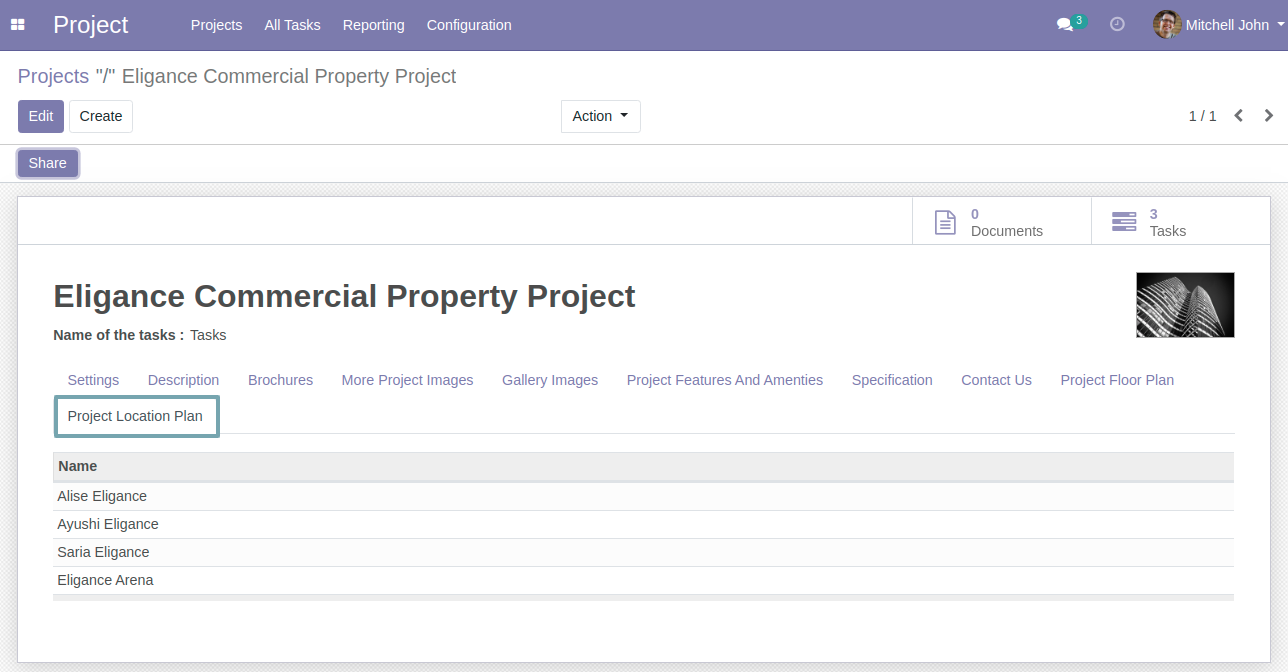 Project Projects All Tasks Reporting Configuration 3 Mitchell John
Projects "/" Eligance Commercial Property Project
Edit Create Action 1 / 1
Share
0
Documents
3
Tasks
Eligance Commercial Property Project
Name of the tasks : Tasks
Settings Description Brochures More Project Images Gallery Images Project Features And Amenties Specification Contact Us Project Floor Plan
Project Location Plan
Name
Alise Eligance
Ayushi Eligance
Saria Eligance
Eligance Arena